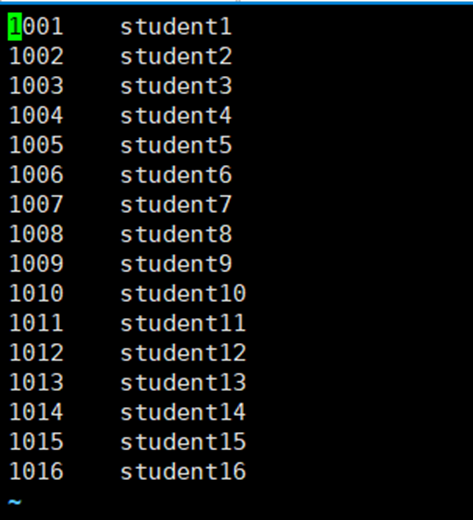 1001    student1
1002    student2
1003    student3
1004    student4
1005    student5
1006    student6
1007    student7
1008    student8
1009    student9
1010    student10
1011    student11
1012    student12
1013    student13
1014    student14
1015    student15
1016    student16
~